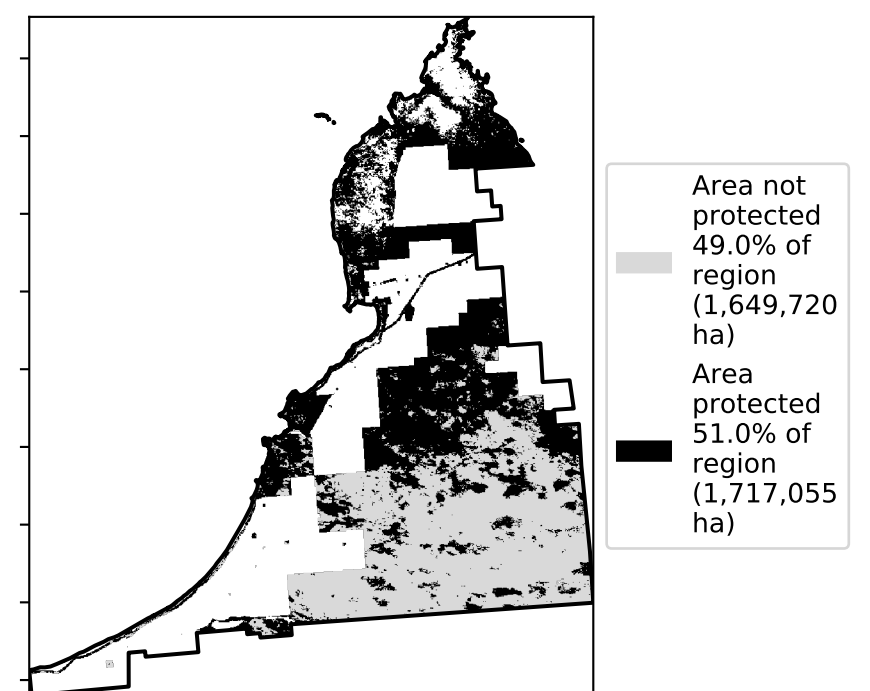 Area not
protected
49.0% of
region
(1,649,720
ha)
Area
protected
51.0% of
region
(1,717,055
ha)